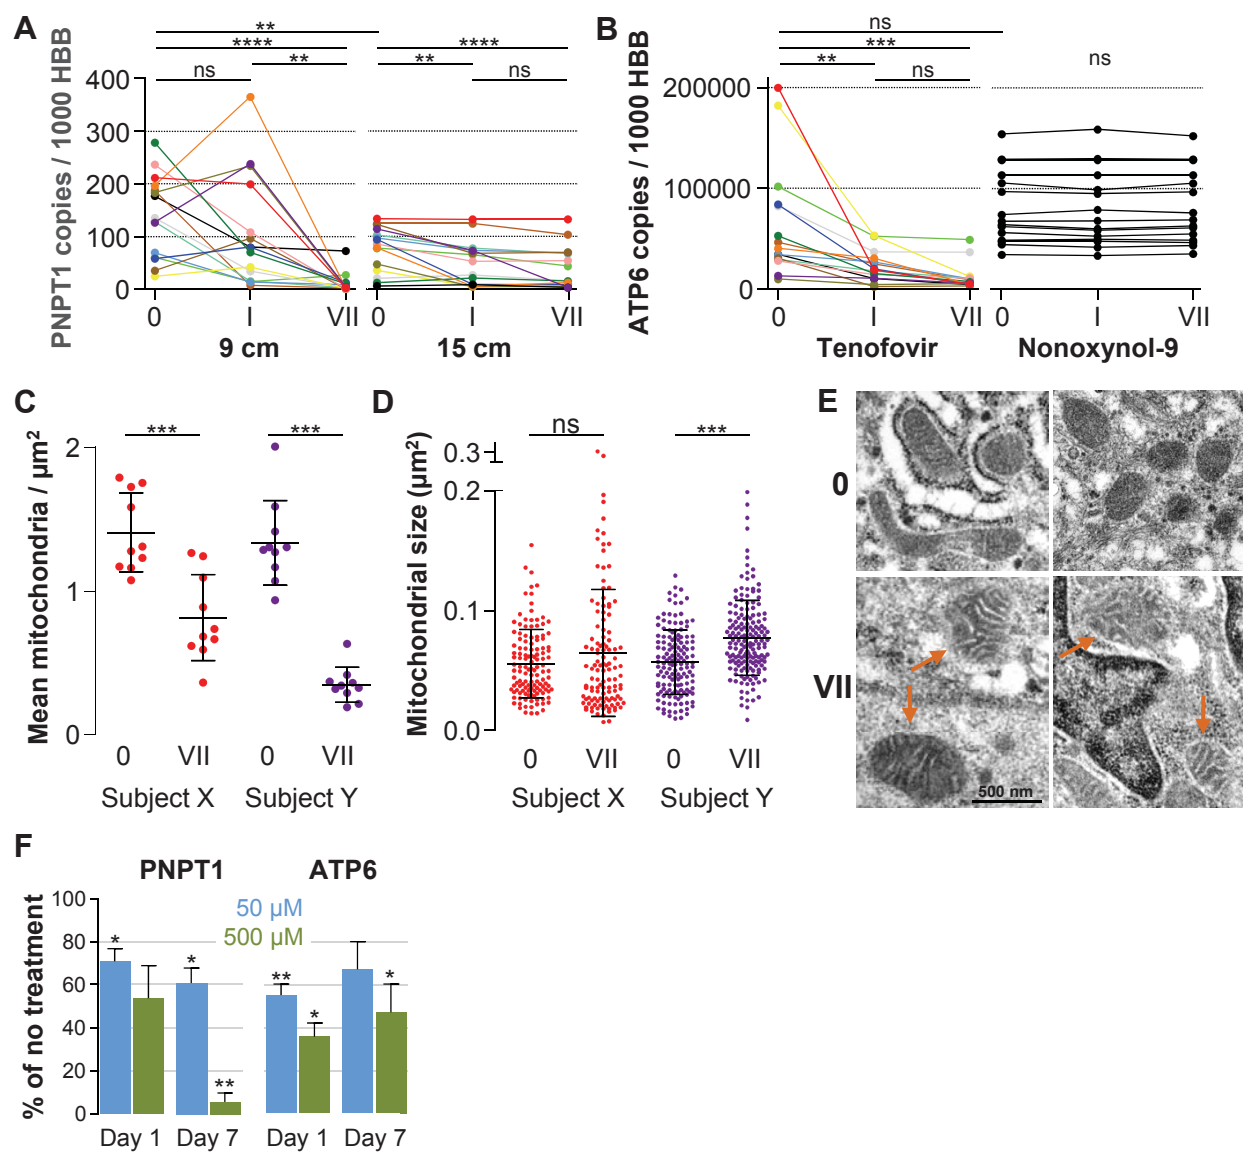 A
PNPT1 copies / 1000 HBB
**
****
****
ns
**
**
ns
400
300
200
100
0
0 I VII
0 I VII
9 cm
15 cm
B
ATP6 copies / 1000 HBB
ns
***
**
ns
ns
200000
100000
0
0 I VII
0 I VII
Tenofovir
Nonoxynol-9
C
Mean mitochondria / µm²
***
***
2
1
0
0 VII
0 VII
Subject X
Subject Y
D
Mitochondrial size (µm²)
ns
***
0.3
0.2
0.1
0.0
0 VII
0 VII
Subject X
Subject Y
E
0
VII
500 nm
F
PNPT1
ATP6
% of no treatment
50 µM
500 µM
100
80
60
40
20
0
*
*
**
**
*
*
Day 1 Day 7
Day 1 Day 7